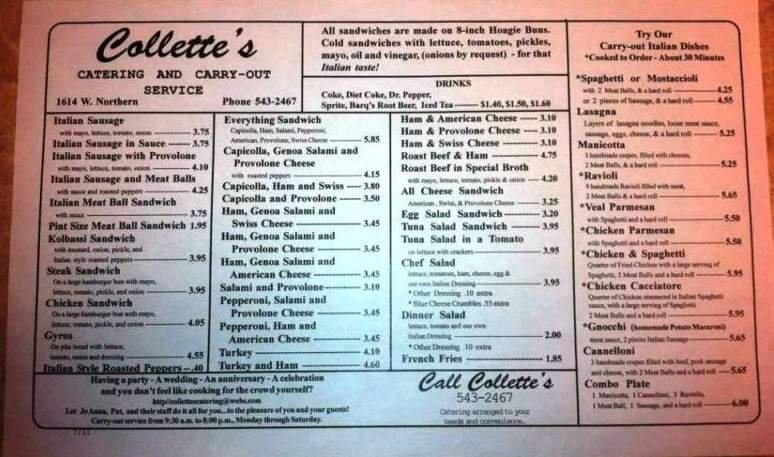 Collette's
CATERING AND CARRY-OUT
SERVICE
1614 W. Northern Phone 543-2467
All sandwiches are made on 8-inch Hoagie Buns.
Cold sandwiches with lettuce, tomatoes, pickles,
mayo, oil and vinegar, (onions by request) - for that
Italian taste!
DRINKS
Coke, Diet Coke, Dr. Pepper,
Sprite, Barq's Root Beer, Iced Tea $1.40, $1.50, $1.60
Italian Sausage
with mayo, lettuce, tomato, onion 3.75
Italian Sausage in Sauce 3.75
Italian Sausage with Provolone
with mayo, lettuce, tomato, onion 4.10
Italian Sausage and Meat Balls
with sauce and roasted peppers 4.25
Italian Meat Ball Sandwich
with sauce 3.75
Pint Size Meat Ball Sandwich 1.95
Kolbassi Sandwich
with mustard, onion, pickle, and
Italian style roasted peppers 3.95
Steak Sandwich
On a large hamburger bun with mayo,
lettuce, tomato, pickle, and onion 3.95
Chicken Sandwich
On a large hamburger bun with mayo,
lettuce, tomato, pickle, and onion 4.05
Gyros
On pita bread with lettuce,
tomato, onion and dressing 4.55
Italian Style Roasted Peppers .40
Everything Sandwich
Capicolla, Ham, Salami, Pepperoni,
American, Provolone, Swiss Cheese 5.85
Capicolla, Genoa Salami and
Provolone Cheese
with roasted peppers 4.15
Capicolla, Ham and Swiss 3.80
Capicolla and Provolone 3.50
Ham, Genoa Salami and
Swiss Cheese 3.45
Ham, Genoa Salami and
Provolone Cheese 3.45
Ham, Genoa Salami and
American Cheese 3.45
Salami and Provolone 3.10
Pepperoni, Salami and
Provolone Cheese 3.45
Pepperoni, Ham and
American Cheese 3.45
Turkey 4.10
Turkey and Ham 4.60
Ham & American Cheese 3.10
Ham & Provolone Cheese 3.10
Ham & Swiss Cheese 3.10
Roast Beef & Ham 4.75
Roast Beef in Special Broth
with mayo, lettuce, tomato, pickle & onion 4.20
All Cheese Sandwich
American, Swiss, & Provolone Cheese 3.25
Egg Salad Sandwich 3.20
Tuna Salad Sandwich 3.95
Tuna Salad in a Tomato
on lettuce with crackers 3.95
Chef Salad
lettuce, tomatoes, ham, cheese, egg &
our own Italian Dressing 3.95
* Other Dressing .10 extra
* Blue Cheese Crumbles .55 extra
Dinner Salad
lettuce, tomato and our own
Italian Dressing 2.00
* Other Dressing .10 extra
French Fries 1.85
Try Our
Carry-out Italian Dishes
*Cooked to Order - About 30 Minutes
*Spaghetti or Mostaccioli
with 2 Meat Balls, & a hard roll 4.25
or 2 pieces of Sausage, & a hard roll 4.55
Lasagna
Layers of lasagna noodles, loose meat sauce,
sausage, eggs, cheese, & a hard roll 5.25
Manicotta
3 handmade crepes, filled with cheeses,
2 Meat Balls, & a hard roll 5.25
*Ravioli
9 handmade Ravioli filled with meat,
2 Meat Balls & a hard roll 5.65
*Veal Parmesan
with Spaghetti and a hard roll 5.50
*Chicken Parmesan
with Spaghetti and a hard roll 5.50
*Chicken & Spaghetti
Quarter of Fried Chicken with a large serving of
Spaghetti, 2 Meat Balls and a hard roll 5.95
*Chicken Cacciatore
Quarter of Chicken simmered in Italian Spaghetti
sauce, with a large serving of Spaghetti
2 Meat Balls and a hard roll 5.95
*Gnocchi (homemade Potato Macaroni)
meat sauce, 2 pieces Italian Sausage 5.65
Cannelloni
3 handmade crepes filled with beef, pork sausage
and cheese, with 2 Meat Balls and a hard roll 5.65
Combo Plate
1 Manicotta, 1 Cannelloni, 3 Raviolis,
1 Meat Ball, 1 Sausage, and a hard roll 6.00
Having a party - A wedding - An anniversary - A celebration
and you don't feel like cooking for the crowd yourself?
http//collettescatering@webs.com
Let Jo Anna, Pat, and their staff do it all for you...to the pleasure of you and your guests!
Carry-out service from 9:30 a.m. to 8:00 p.m., Monday through Saturday.
7/11
Call Collette's
543-2467
Catering arranged to your
needs and convenience.